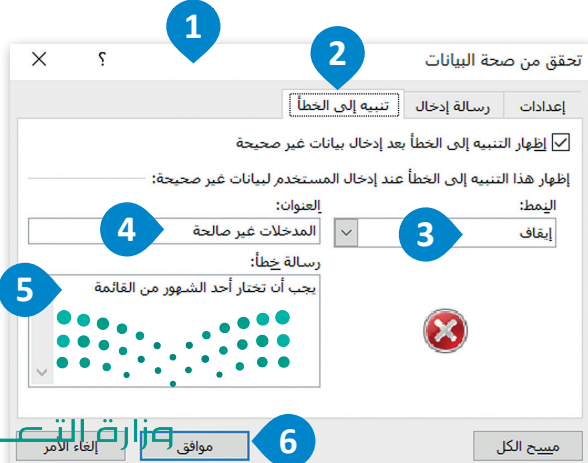 1
تحقق من صحة البيانات ؟ ×
2
إعدادات رسالة إدخال تنبيه إلى الخطأ
إظهار التنبيه إلى الخطأ بعد إدخال بيانات غير صحيحة
إظهار هذا التنبيه إلى الخطأ عند إدخال المستخدم لبيانات غير صحيحة:
النمط: العنوان:
إيقاف 3 المدخلات غير صالحة 4
رسالة خطأ:
يجب أن تختار أحد الشهور من القائمة 5
وزارة التع
مسح الكل 6 موافق إلغاء الأمر